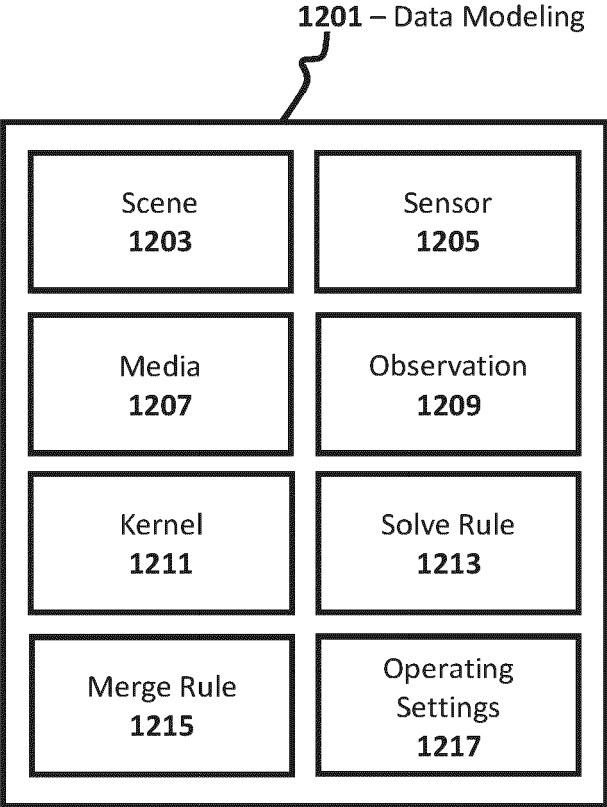 1201 – Data Modeling
Scene
1203
Sensor
1205
Media
1207
Observation
1209
Kernel
1211
Solve Rule
1213
Merge Rule
1215
Operating
Settings
1217